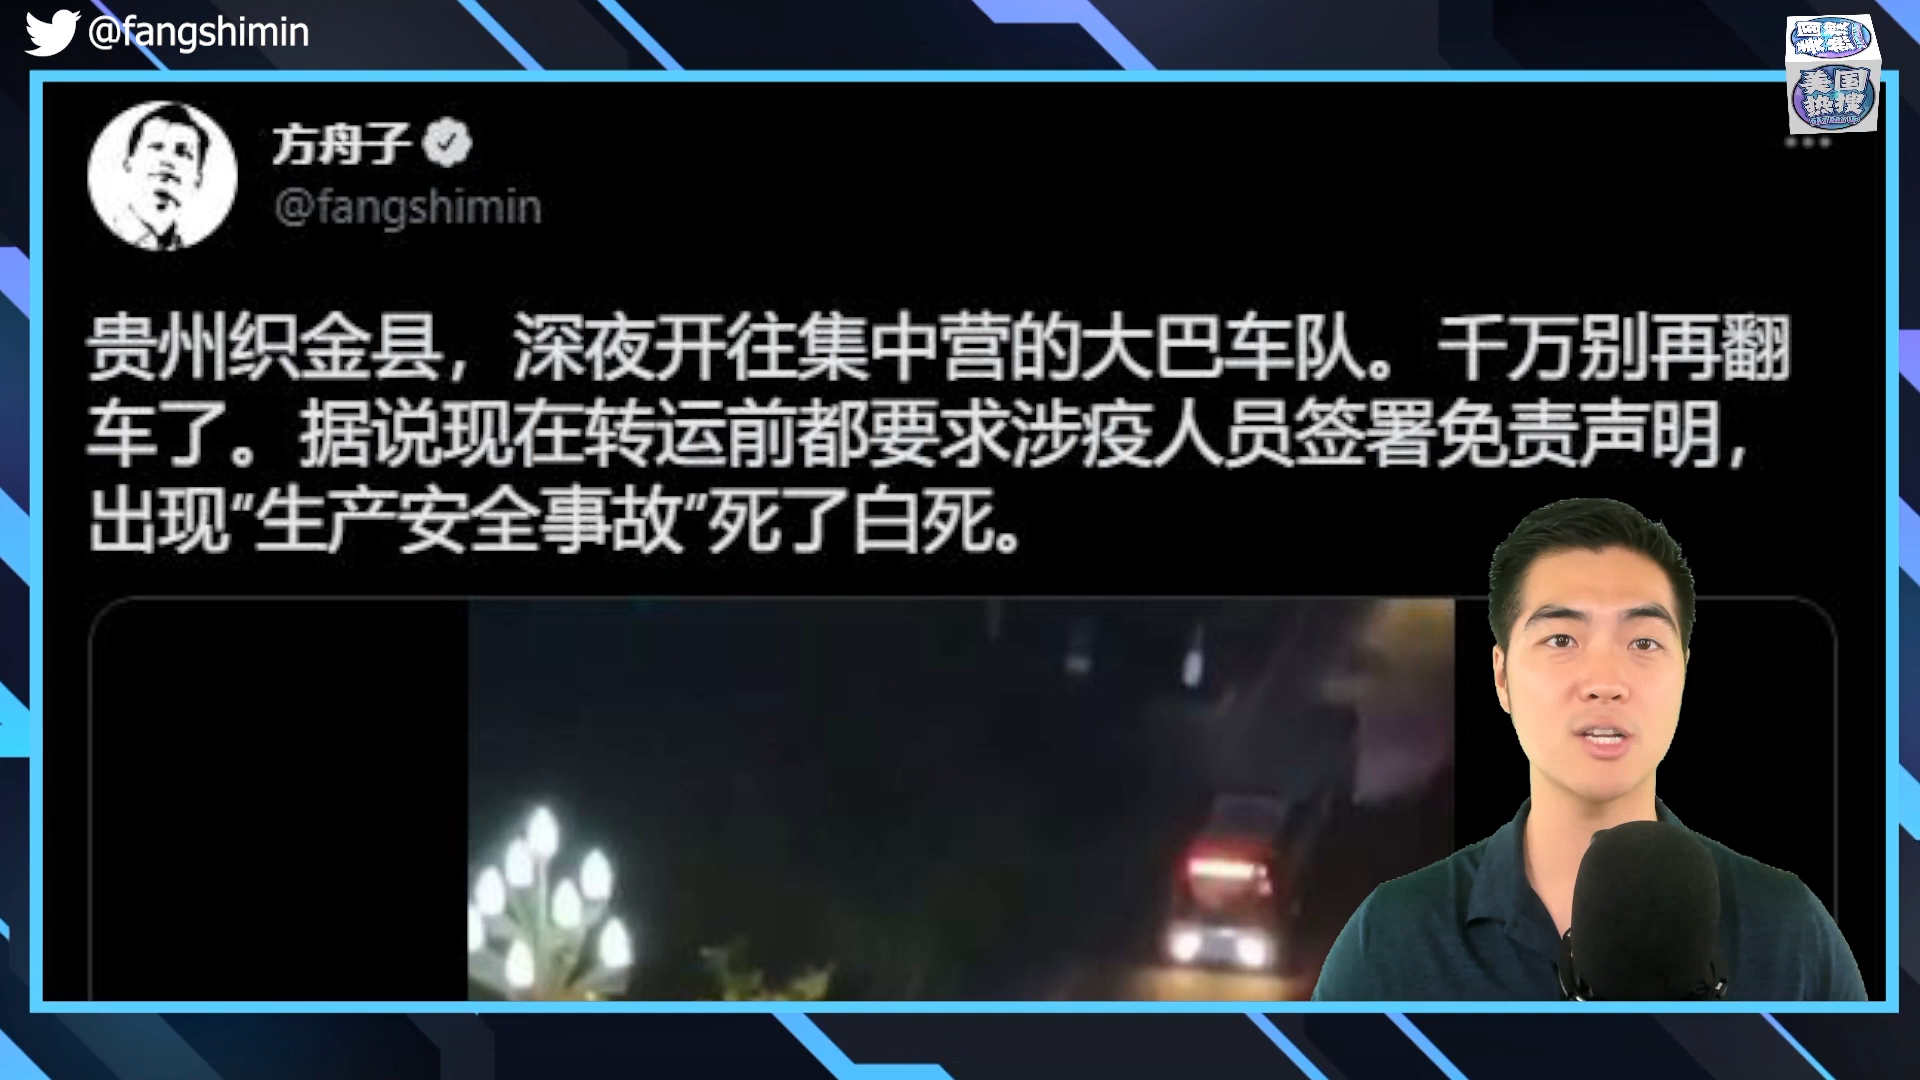 @fangshimin
美国
热搜
方舟子
@fangshimin
贵州织金县，深夜开往集中营的大巴车队。千万别再翻
车了。据说现在转运前都要求涉疫人员签署免责声明，
出现“生产安全事故”死了白死。